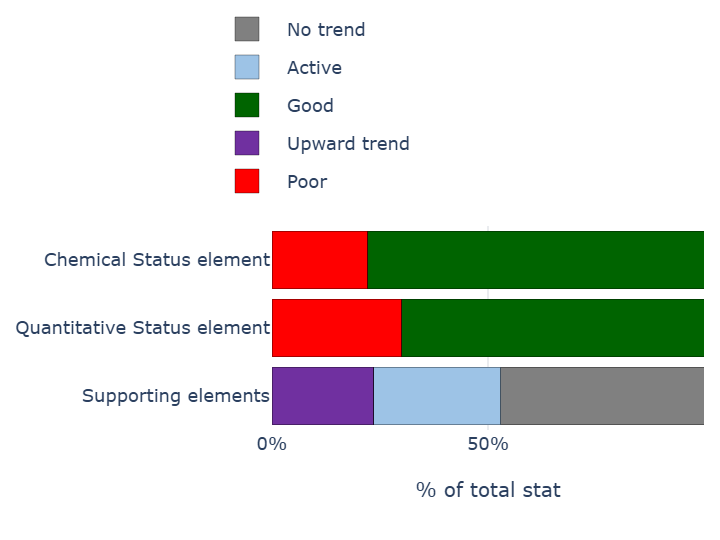 No trend
Active
Good
Upward trend
Poor
Chemical Status element
Quantitative Status element
Supporting elements
0%
50%
% of total stat